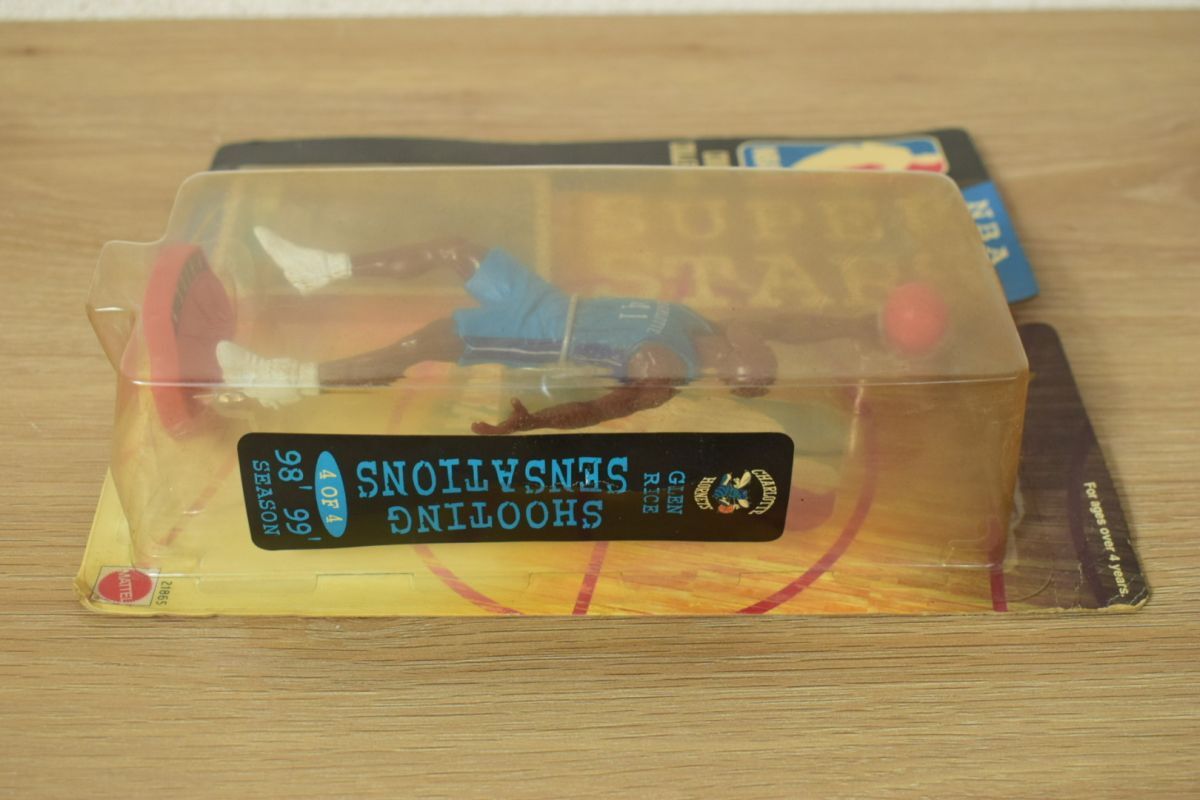 NBA
SUPER
STARS
CHARLOTTE
HORNETS
GLEN
RICE
SHOOTING
SENSATIONS
4 OF 4
98' 99'
SEASON
MATTEL
21865
For ages over 4 years.
41